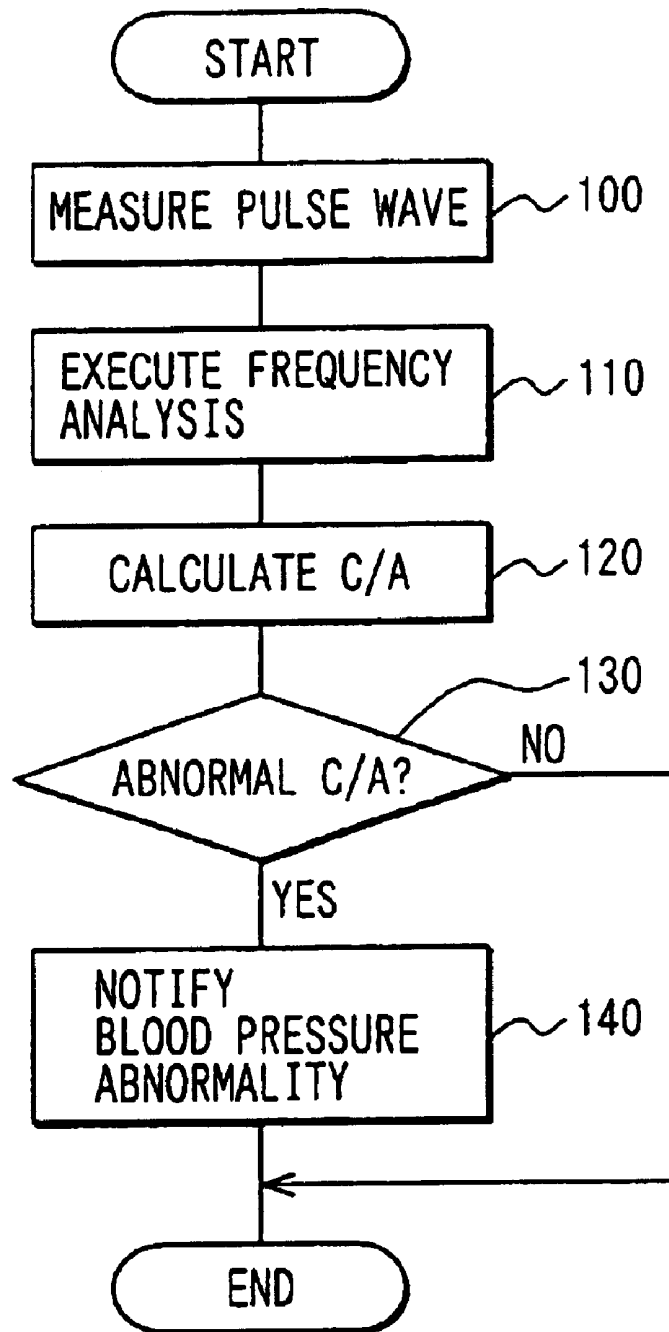 START
MEASURE PULSE WAVE
100
EXECUTE FREQUENCY
ANALYSIS
110
CALCULATE C/A
120
130
ABNORMAL C/A?
NO
YES
NOTIFY
BLOOD PRESSURE
ABNORMALITY
140
END